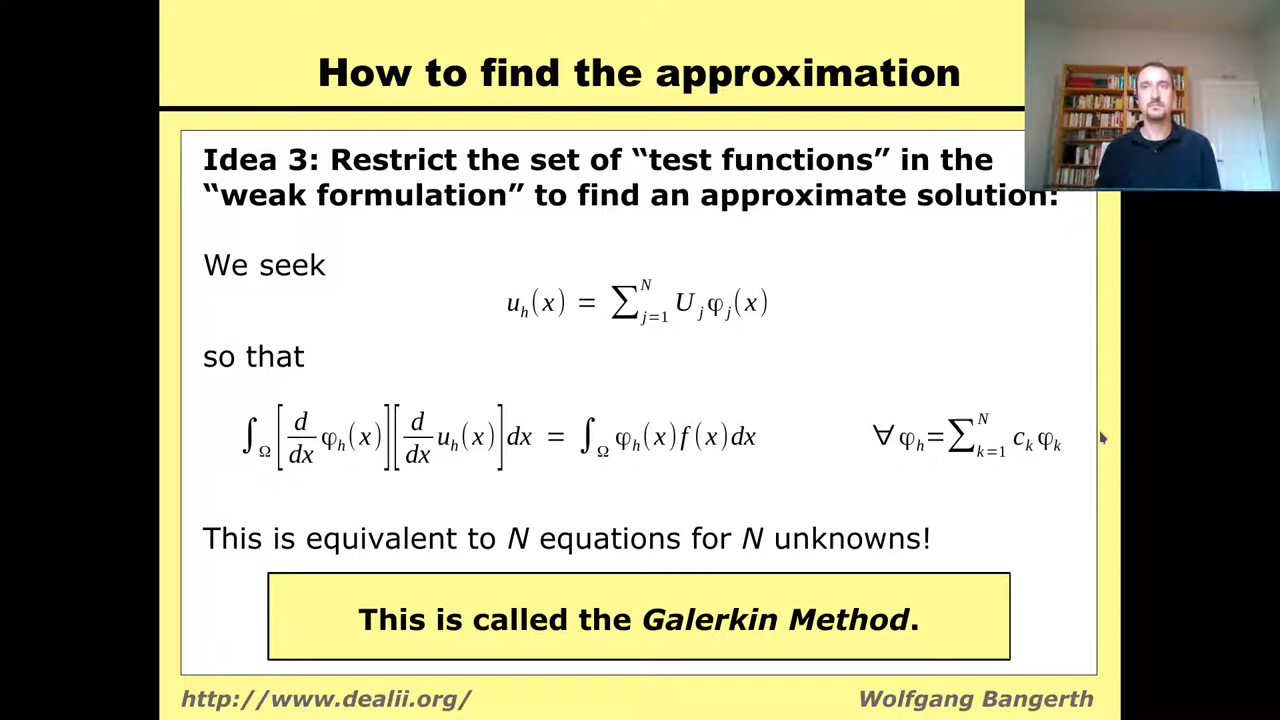 How to find the approximation
Idea 3: Restrict the set of “test functions” in the
“weak formulation” to find an approximate solution:
We seek
u_h(x) = ∑_{j=1}^{N} U_j φ_j(x)
so that
∫_Ω [d/dx φ_h(x)][d/dx u_h(x)] dx = ∫_Ω φ_h(x) f(x) dx ∀ φ_h = ∑_{k=1}^{N} c_k φ_k
This is equivalent to N equations for N unknowns!
This is called the Galerkin Method.
http://www.dealii.org/ Wolfgang Bangerth